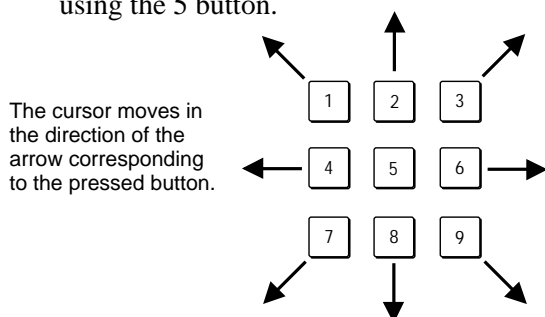 using the 5 button.
The cursor moves in
the direction of the
arrow corresponding
to the pressed button.
1 2 3
4 5 6
7 8 9